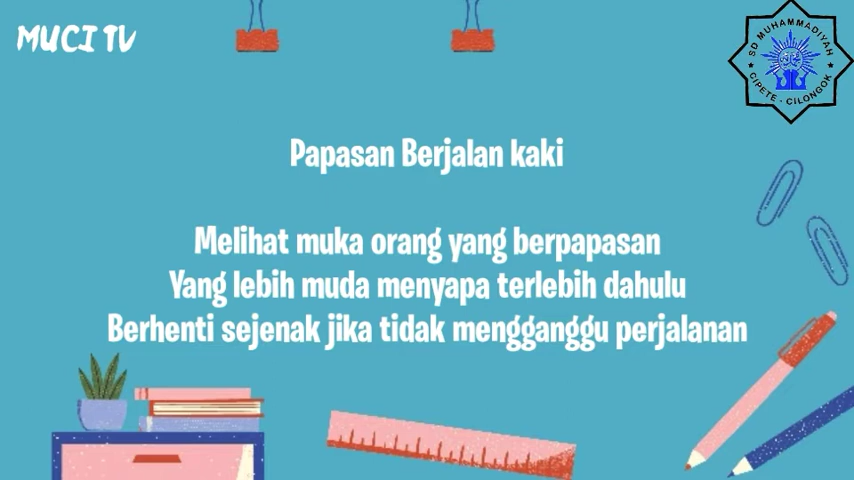 MUCI TV
SD MUHAMMADIYAH
CIPETE - CILONGOK
Papasan Berjalan kaki
Melihat muka orang yang berpapasan
Yang lebih muda menyapa terlebih dahulu
Berhenti sejenak jika tidak mengganggu perjalanan